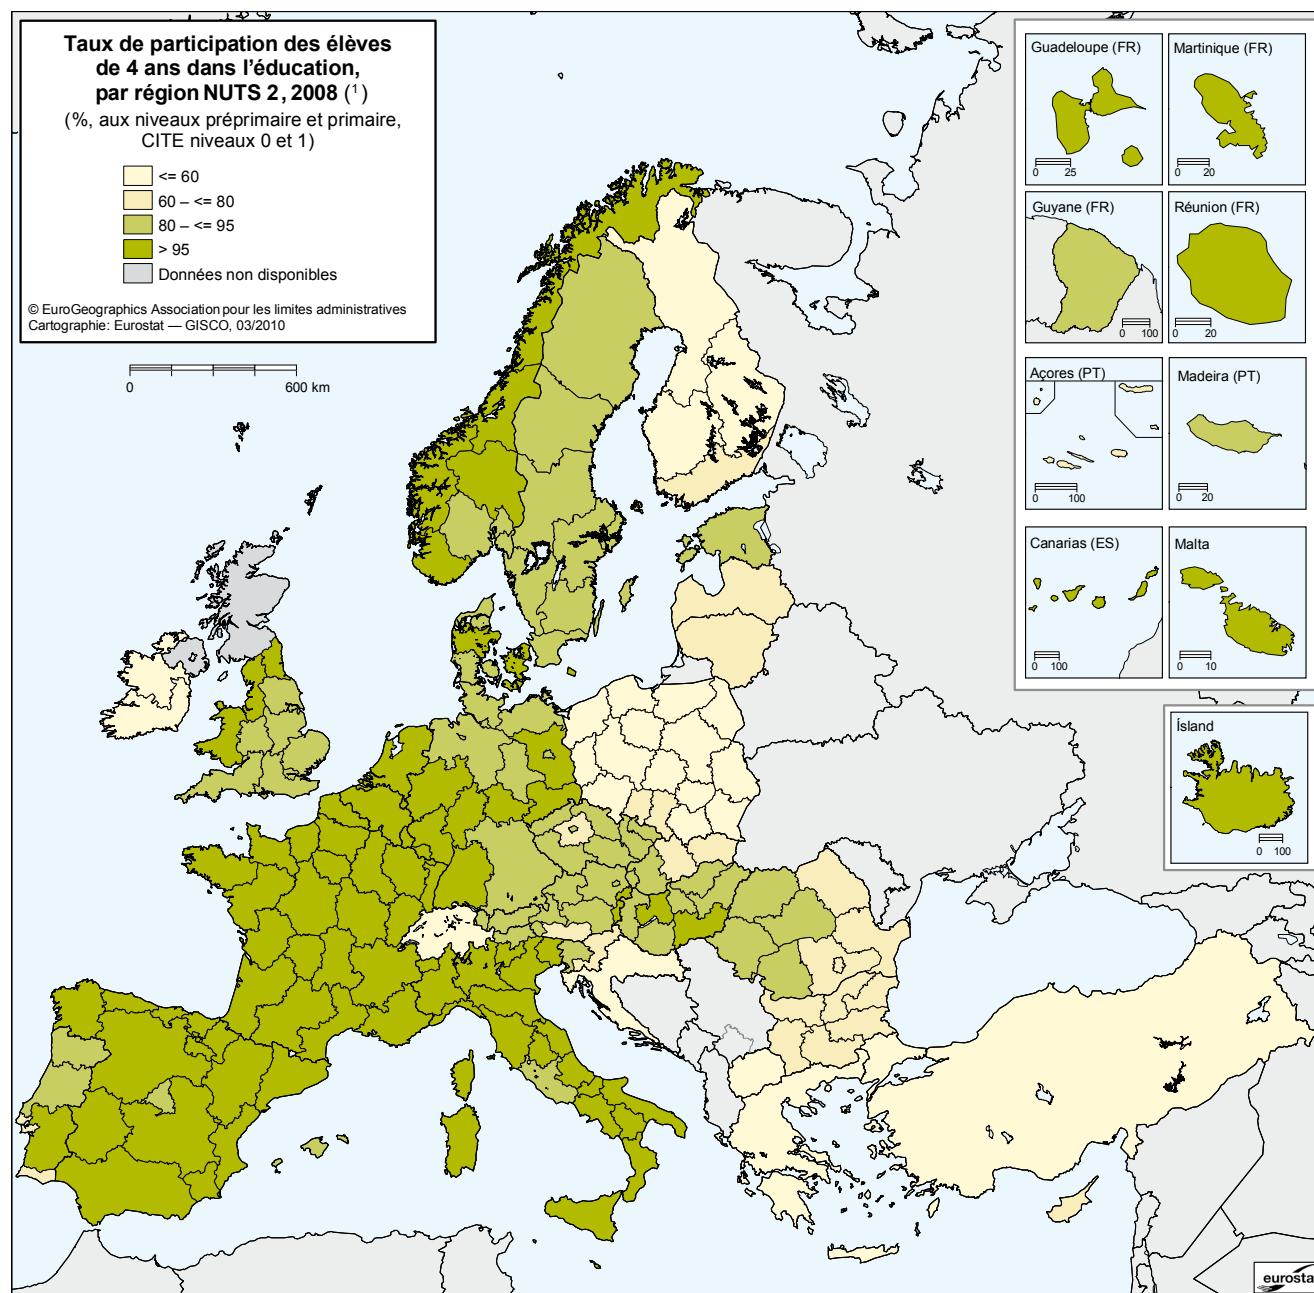 Taux de participation des élèves
de 4 ans dans l'éducation,
par région NUTS 2, 2008 (1)
(%, aux niveaux préprimaire et primaire,
CITE niveaux 0 et 1)
<= 60
60 – <= 80
80 – <= 95
> 95
Données non disponibles
© EuroGeographics Association pour les limites administratives
Cartographie: Eurostat — GISCO, 03/2010
0 600 km
Guadeloupe (FR)
0 25
Martinique (FR)
0 20
Guyane (FR)
0 100
Réunion (FR)
0 20
Açores (PT)
0 100
Madeira (PT)
0 20
Canarias (ES)
0 100
Malta
0 10
Ísland
0 100
eurosta